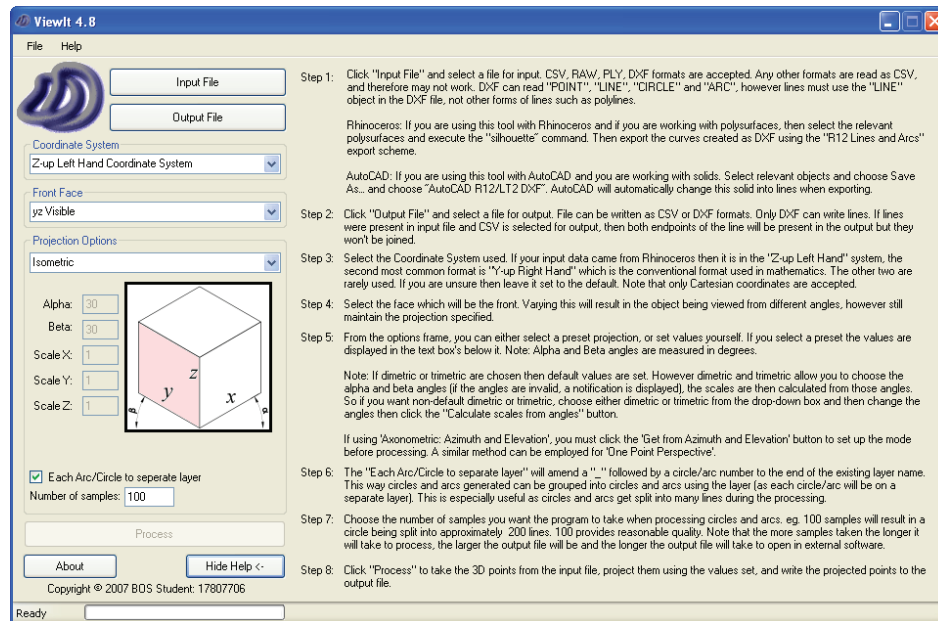 ViewIt 4.8
File Help
Input File
Output File
Coordinate System
Z-up Left Hand Coordinate System
Front Face
yz Visible
Projection Options
Isometric
Alpha: 30
Beta: 30
Scale X: 1
Scale Y: 1
Scale Z: 1
z
y
x
β
α
Each Arc/Circle to seperate layer
Number of samples: 100
Process
About
Hide Help <-
Copyright © 2007 BOS Student: 17807706
Ready
Step 1: Click "Input File" and select a file for input. CSV, RAW, PLY, DXF formats are accepted. Any other formats are read as CSV,
and therefore may not work. DXF can read "POINT", "LINE", "CIRCLE" and "ARC", however lines must use the "LINE"
object in the DXF file, not other forms of lines such as polylines.
Rhinoceros: If you are using this tool with Rhinoceros and if you are working with polysurfaces, then select the relevant
polysurfaces and execute the "silhouette" command. Then export the curves created as DXF using the "R12 Lines and Arcs"
export scheme.
AutoCAD: If you are using this tool with AutoCAD and you are working with solids. Select relevant objects and choose Save
As... and choose "AutoCAD R12/LT2 DXF". AutoCAD will automatically change this solid into lines when exporting.
Step 2: Click "Output File" and select a file for output. File can be written as CSV or DXF formats. Only DXF can write lines. If lines
were present in input file and CSV is selected for output, then both endpoints of the line will be present in the output but they
won't be joined.
Step 3: Select the Coordinate System used. If your input data came from Rhinoceros then it is in the "Z-up Left Hand" system, the
second most common format is "Y-up Right Hand" which is the conventional format used in mathematics. The other two are
rarely used. If you are unsure then leave it set to the default. Note that only Cartesian coordinates are accepted.
Step 4: Select the face which will be the front. Varying this will result in the object being viewed from different angles, however still
maintain the projection specified.
Step 5: From the options frame, you can either select a preset projection, or set values yourself. If you select a preset the values are
displayed in the text box's below it. Note: Alpha and Beta angles are measured in degrees.
Note: If dimetric or trimetric are chosen then default values are set. However dimetric and trimetric allow you to choose the
alpha and beta angles (if the angles are invalid, a notification is displayed), the scales are then calculated from those angles.
So if you want non-default dimetric or trimetric, choose either dimetric or trimetric from the drop-down box and then change the
angles then click the "Calculate scales from angles" button.
If using 'Axonometric: Azimuth and Elevation', you must click the 'Get from Azimuth and Elevation' button to set up the mode
before processing. A similar method can be employed for 'One Point Perspective'.
Step 6: The "Each Arc/Circle to separate layer" will amend a "_" followed by a circle/arc number to the end of the existing layer name.
This way circles and arcs generated can be grouped into circles and arcs using the layer (as each circle/arc will be on a
separate layer). This is especially useful as circles and arcs get split into many lines during the processing.
Step 7: Choose the number of samples you want the program to take when processing circles and arcs. eg. 100 samples will result in a
circle being split into approximately 200 lines. 100 provides reasonable quality. Note that the more samples taken the longer it
will take to process, the larger the output file will be and the longer the output file will take to open in external software.
Step 8: Click "Process" to take the 3D points from the input file, project them using the values set, and write the projected points to the
output file.